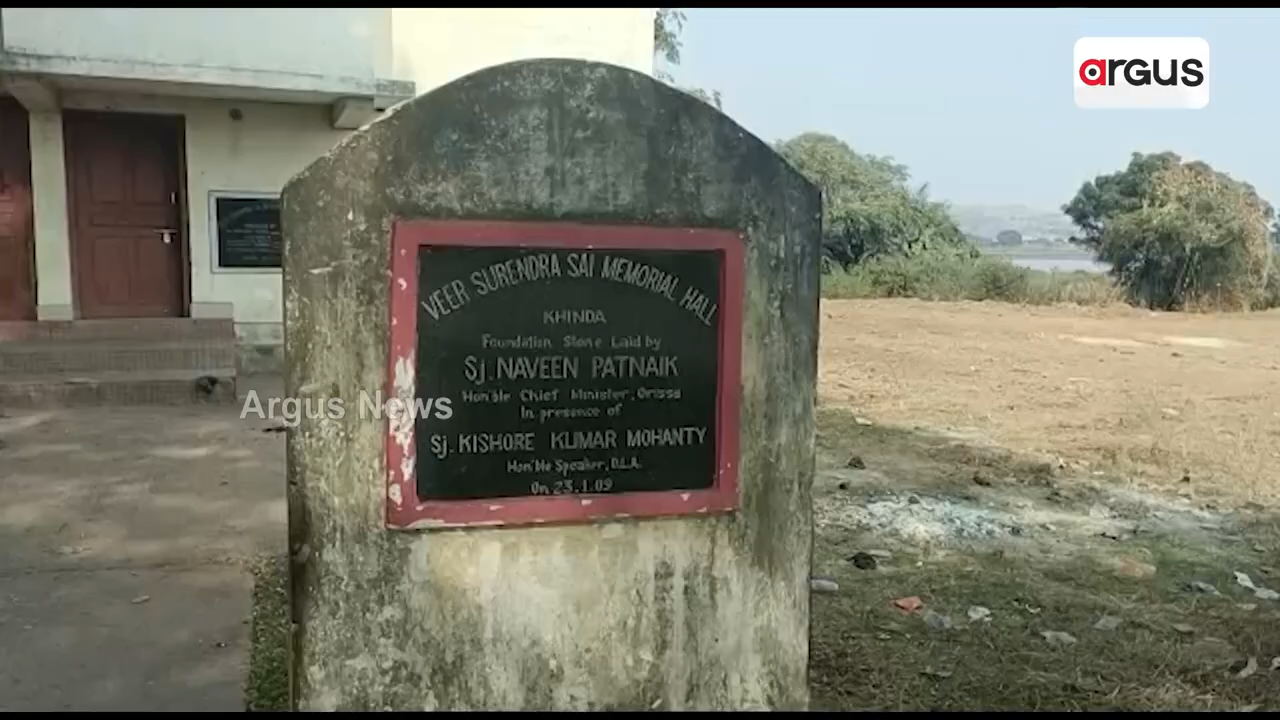 argus
VEER SURENDRA SAI MEMORIAL HALL
KHINDA
Foundation Stone Laid by
Sj. NAVEEN PATNAIK
Hon'ble Chief Minister, Orissa
In presence of
Sj. KISHORE KUMAR MOHANTY
Hon'ble Speaker, O.L.A.
On 23.1.09
Argus News